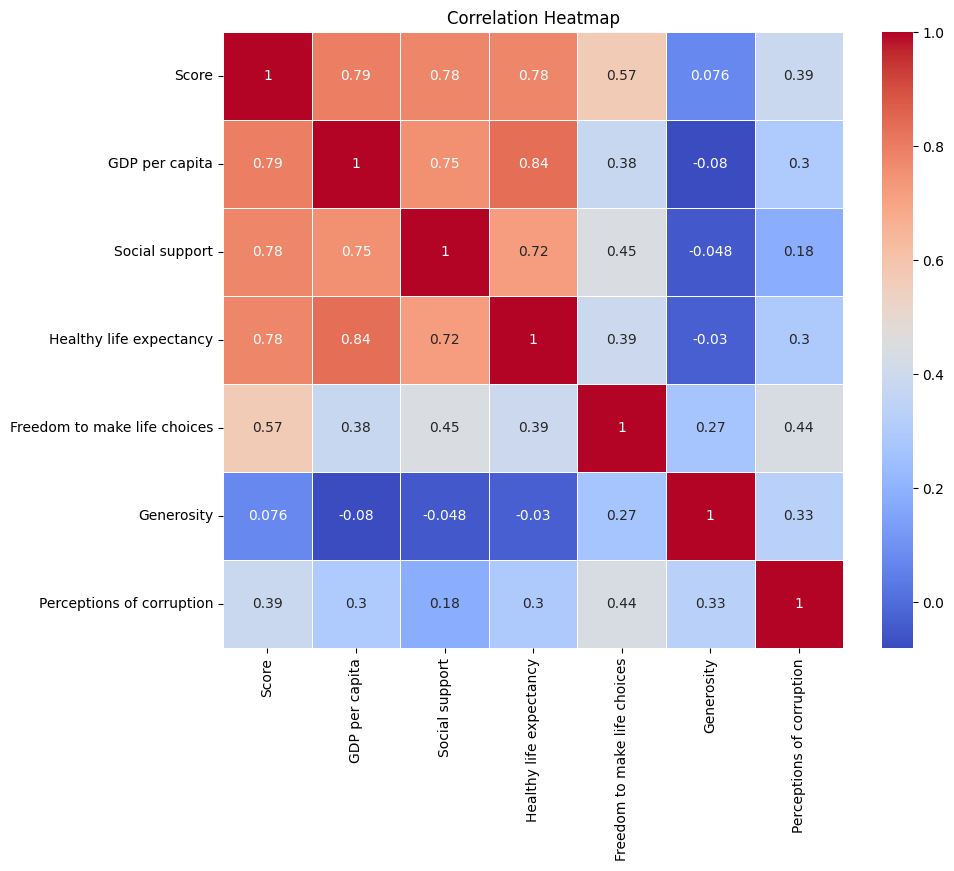 Correlation Heatmap
Score 1 0.79 0.78 0.78 0.57 0.076 0.39
GDP per capita 0.79 1 0.75 0.84 0.38 -0.08 0.3
Social support 0.78 0.75 1 0.72 0.45 -0.048 0.18
Healthy life expectancy 0.78 0.84 0.72 1 0.39 -0.03 0.3
Freedom to make life choices 0.57 0.38 0.45 0.39 1 0.27 0.44
Generosity 0.076 -0.08 -0.048 -0.03 0.27 1 0.33
Perceptions of corruption 0.39 0.3 0.18 0.3 0.44 0.33 1
Score
GDP per capita
Social support
Healthy life expectancy
Freedom to make life choices
Generosity
Perceptions of corruption
1.0
0.8
0.6
0.4
0.2
0.0